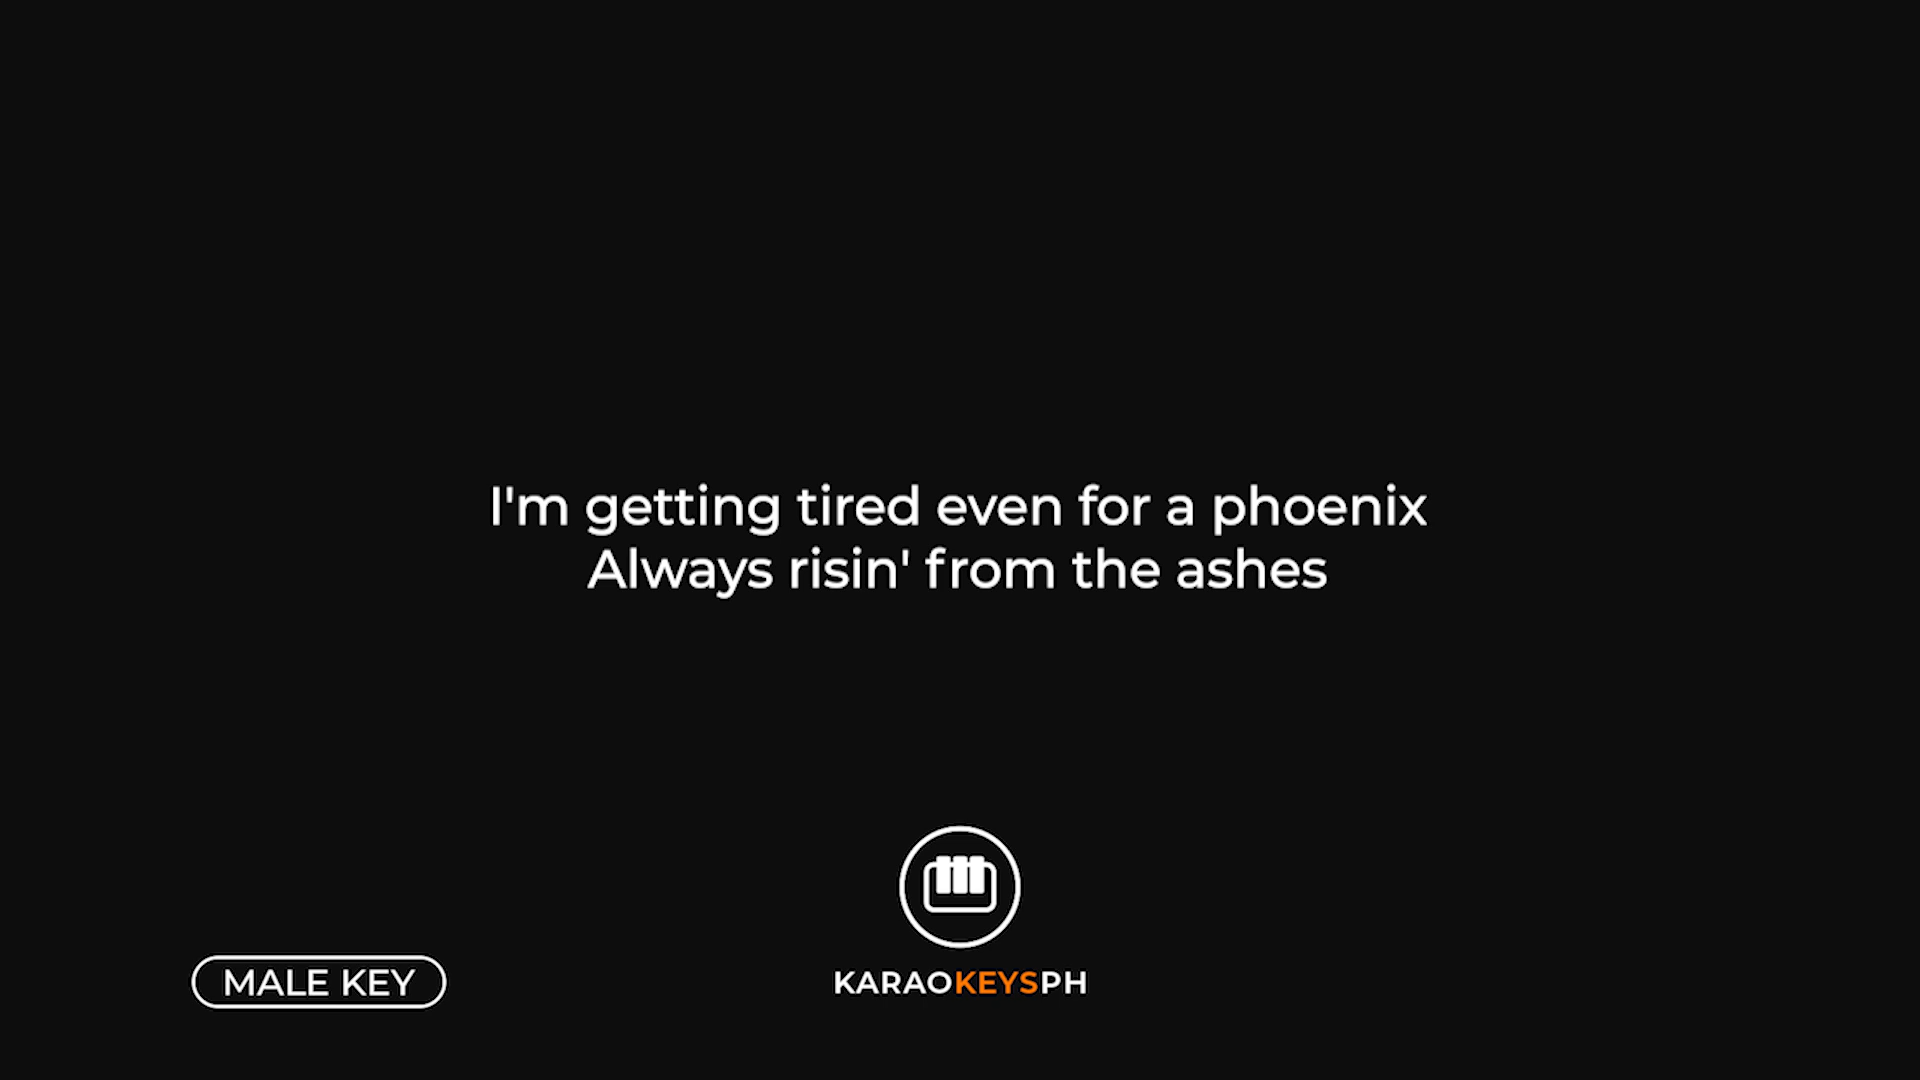 I'm getting tired even for a phoenix
Always risin' from the ashes
MALE KEY
KARAOKEYSPH